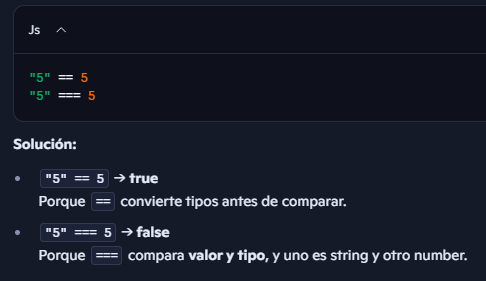 Js
"5" == 5
"5" === 5
Solución:
"5" == 5 → true
Porque == convierte tipos antes de comparar.
"5" === 5 → false
Porque === compara valor y tipo, y uno es string y otro number.